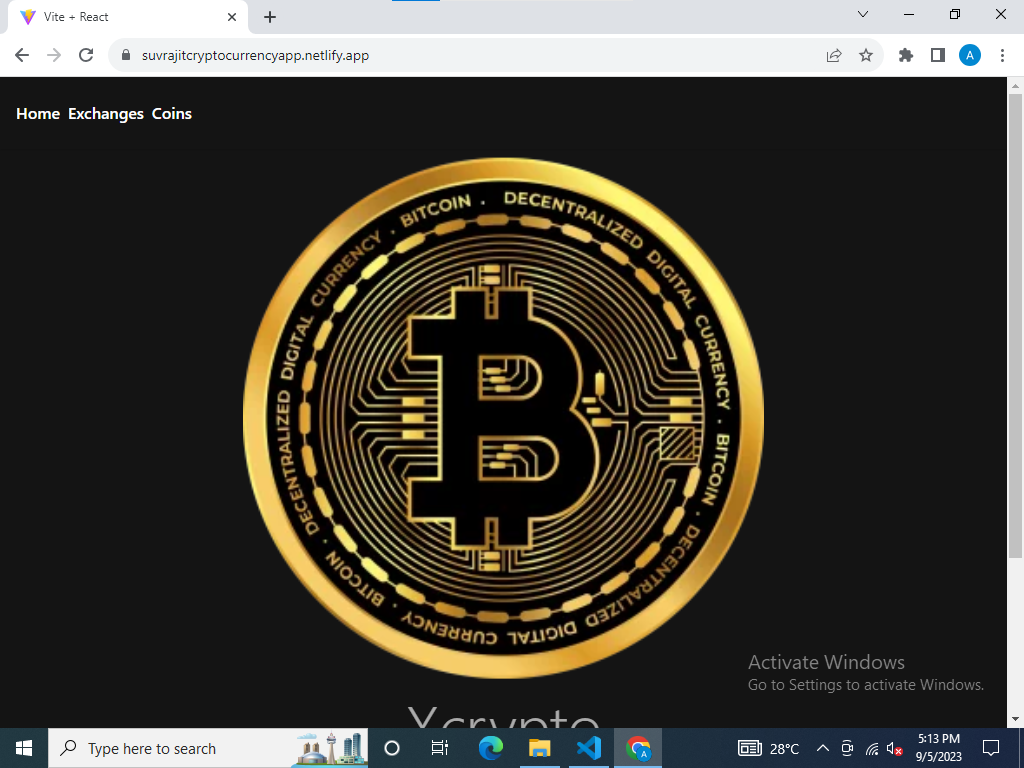 Vite + React
suvrajitcryptocurrencyapp.netlify.app
A
Home Exchanges Coins
BITCOIN . DECENTRALIZED DIGITAL CURRENCY . BITCOIN . DECENTRALIZED DIGITAL CURRENCY . BITCOIN . DECENTRALIZED DIGITAL CURRENCY .
B
Xcrypto
Activate Windows
Go to Settings to activate Windows.
Type here to search
A
28°C
5:13 PM
9/5/2023